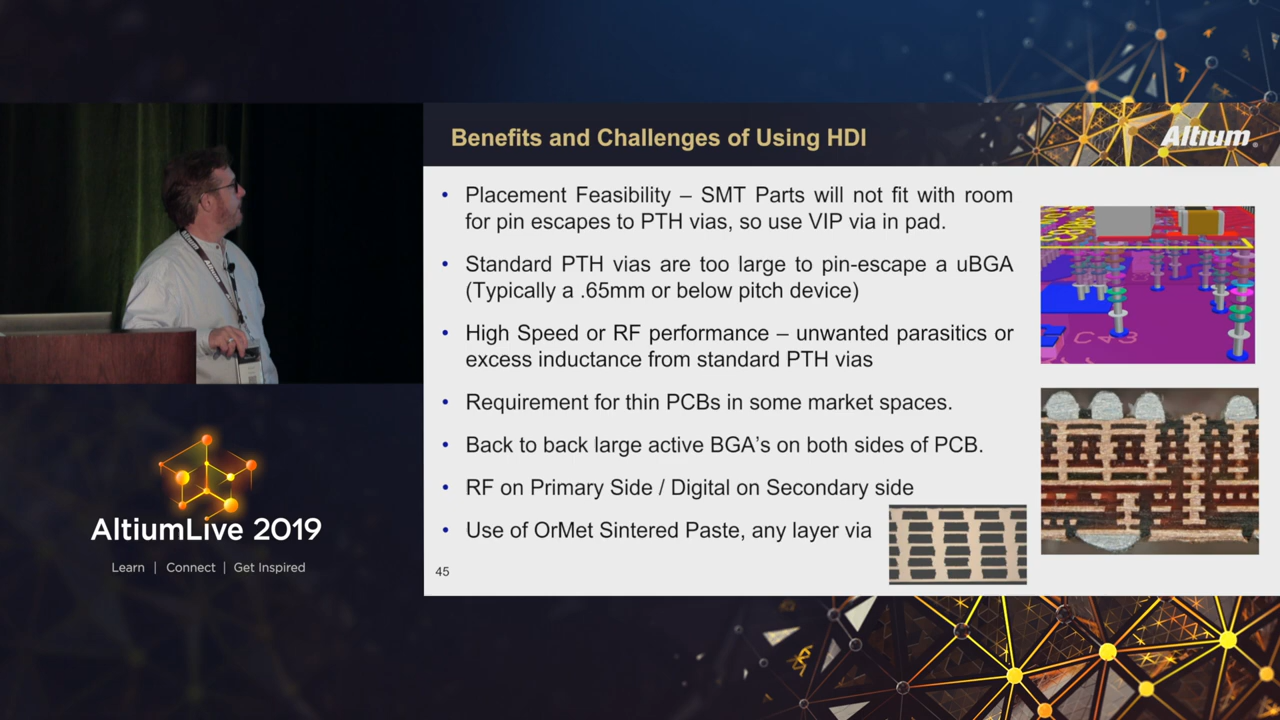 Benefits and Challenges of Using HDI
Altium
• Placement Feasibility – SMT Parts will not fit with room
for pin escapes to PTH vias, so use VIP via in pad.
• Standard PTH vias are too large to pin-escape a uBGA
(Typically a .65mm or below pitch device)
• High Speed or RF performance – unwanted parasitics or
excess inductance from standard PTH vias
• Requirement for thin PCBs in some market spaces.
• Back to back large active BGA’s on both sides of PCB.
• RF on Primary Side / Digital on Secondary side
• Use of OrMet Sintered Paste, any layer via
45
AltiumLive 2019
Learn | Connect | Get Inspired